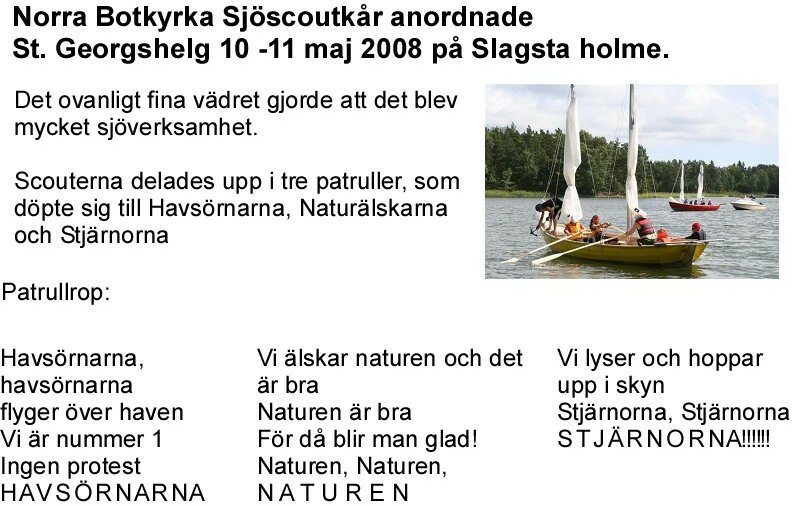 Norra Botkyrka Sjöscoutkår anordnade
St. Georgshelg 10 -11 maj 2008 på Slagsta holme.
Det ovanligt fina vädret gjorde att det blev
mycket sjöverksamhet.
Scouterna delades upp i tre patruller, som
döpte sig till Havsörnarna, Naturälskarna
och Stjärnorna
Patrullrop:
Havsörnarna,
havsörnarna
flyger över haven
Vi är nummer 1
Ingen protest
HAVSÖRNARNA
Vi älskar naturen och det
är bra
Naturen är bra
För då blir man glad!
Naturen, Naturen,
N A T U R E N
Vi lyser och hoppar
upp i skyn
Stjärnorna, Stjärnorna
S T J Ä R N O R N A!!!!!!